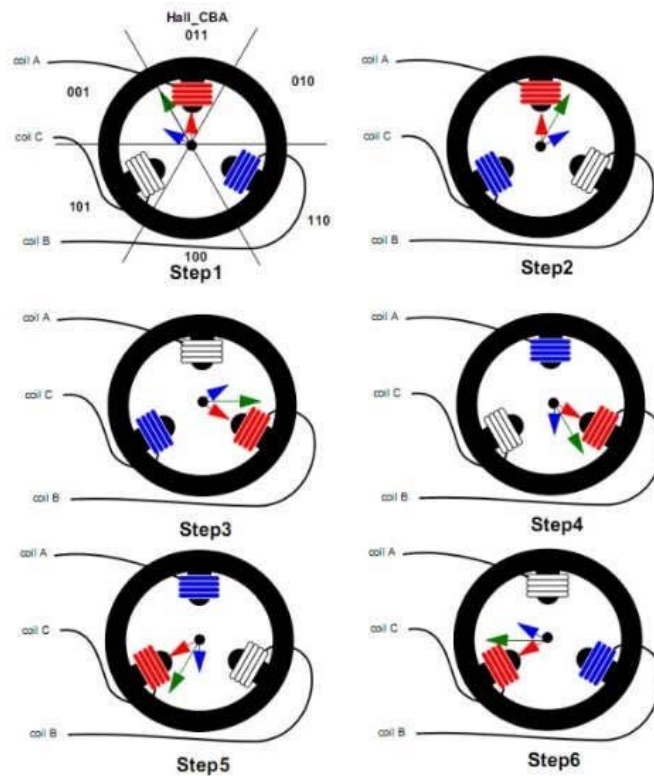 Hall_CBA
011
coil A
001
010
coil C
101
110
coil B
100
Step1
coil A
coil C
coil B
Step2
coil A
coil C
coil B
Step3
coil A
coil C
coil B
Step4
coil A
coil C
coil B
Step5
coil A
coil C
coil B
Step6